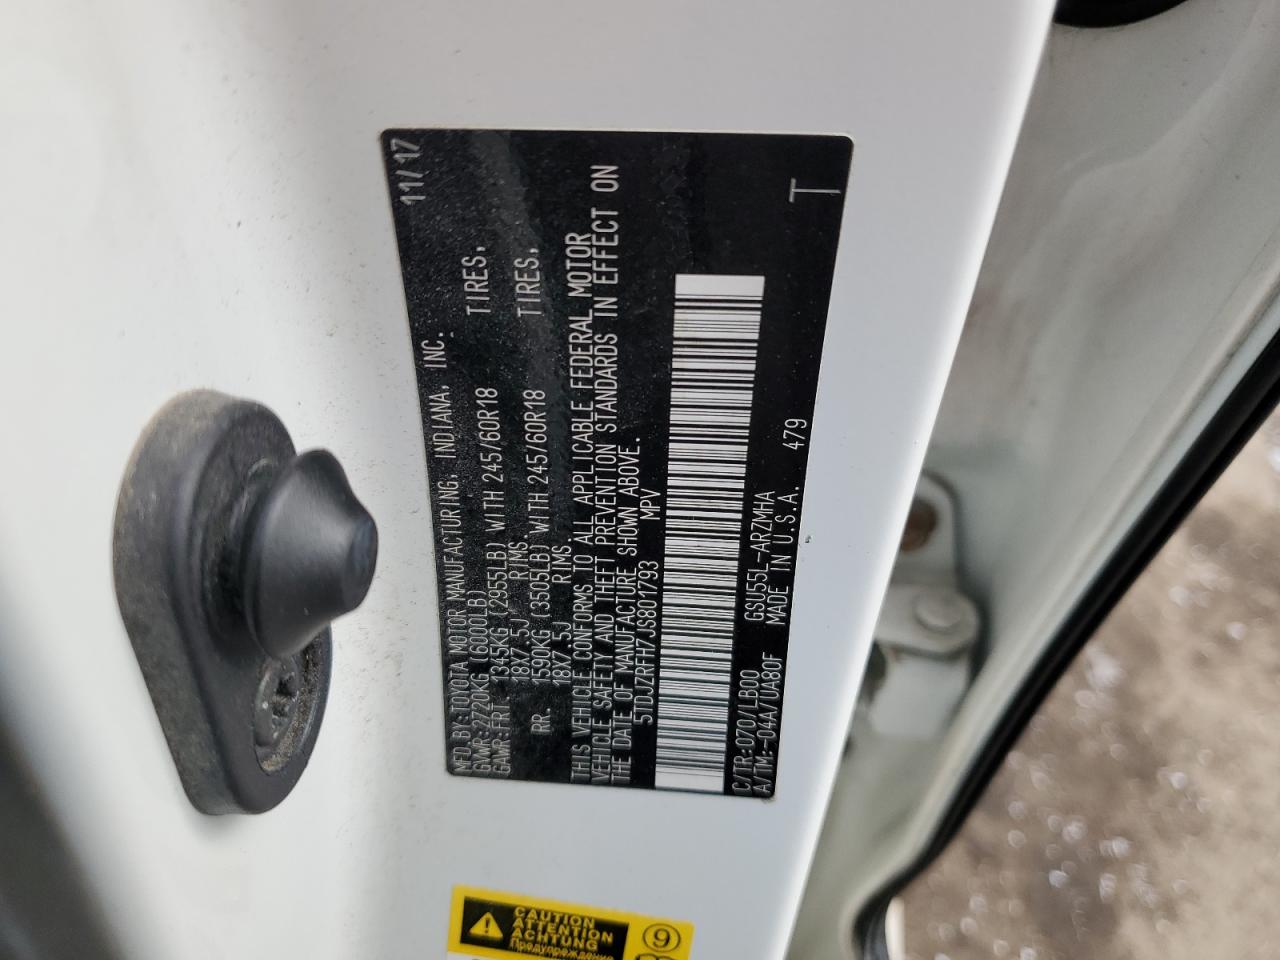 11/17
MFD.BY:TOYOTA MOTOR MANUFACTURING, INDIANA, INC.
GVWR:2720KG (6000LB)
GAWR:FRT 1345KG (2955LB) WITH 245/60R18 TIRES,
18X7.5J RIMS.
RR. 1590KG (3505LB) WITH 245/60R18 TIRES,
18X7.5J RIMS.
THIS VEHICLE CONFORMS TO ALL APPLICABLE FEDERAL MOTOR
VEHICLE SAFETY AND THEFT PREVENTION STANDARDS IN EFFECT ON
THE DATE OF MANUFACTURE SHOWN ABOVE.
5TDJZRFH7JS801793 MPV
C/TR:070/LB00 GSU55L-ARZMHA
A/TM:-04A/UA80F MADE IN U.S.A. 479
T
CAUTION
ATTENTION
ACHTUNG
Предупреждение
9